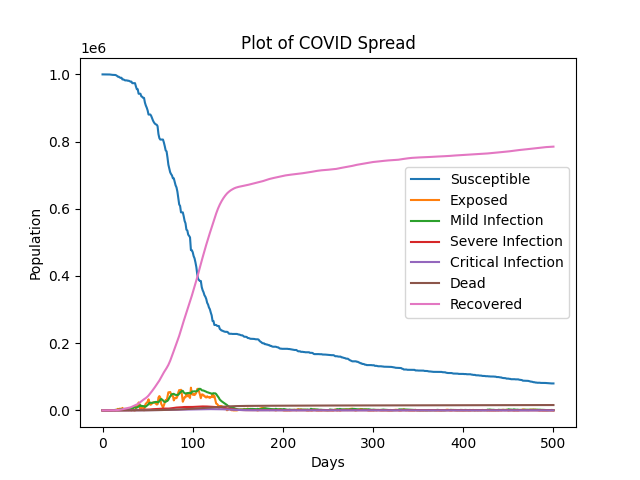 Plot of COVID Spread
1e6
1.0
0.8
0.6
0.4
0.2
0.0
Population
Susceptible
Exposed
Mild Infection
Severe Infection
Critical Infection
Dead
Recovered
0 100 200 300 400 500
Days